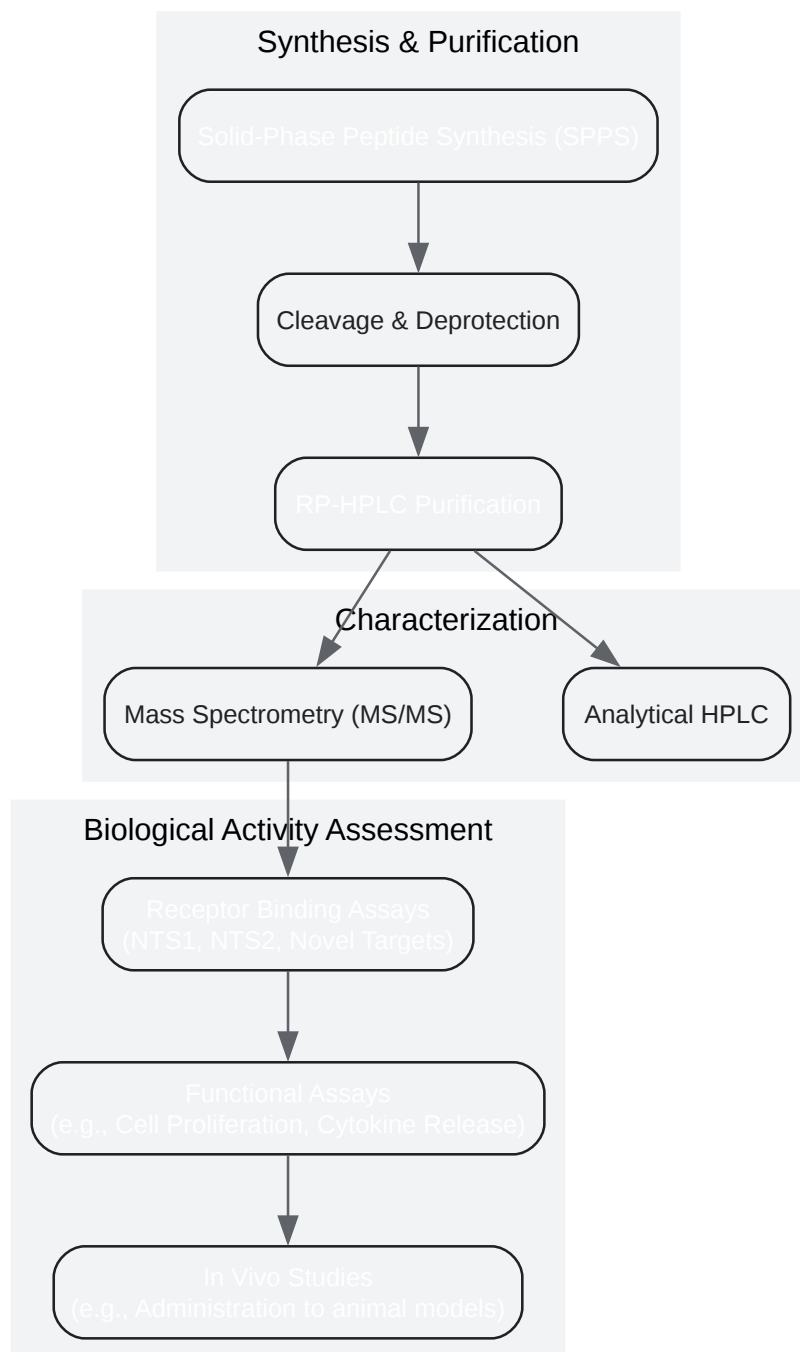 Synthesis & Purification
Solid-Phase Peptide Synthesis (SPPS)
Cleavage & Deprotection
RP-HPLC Purification
Characterization
Mass Spectrometry (MS/MS)
Analytical HPLC
Biological Activity Assessment
Receptor Binding Assays
(NTS1, NTS2, Novel Targets)
Functional Assays
(e.g., Cell Proliferation, Cytokine Release)
In Vivo Studies
(e.g., Administration to animal models)